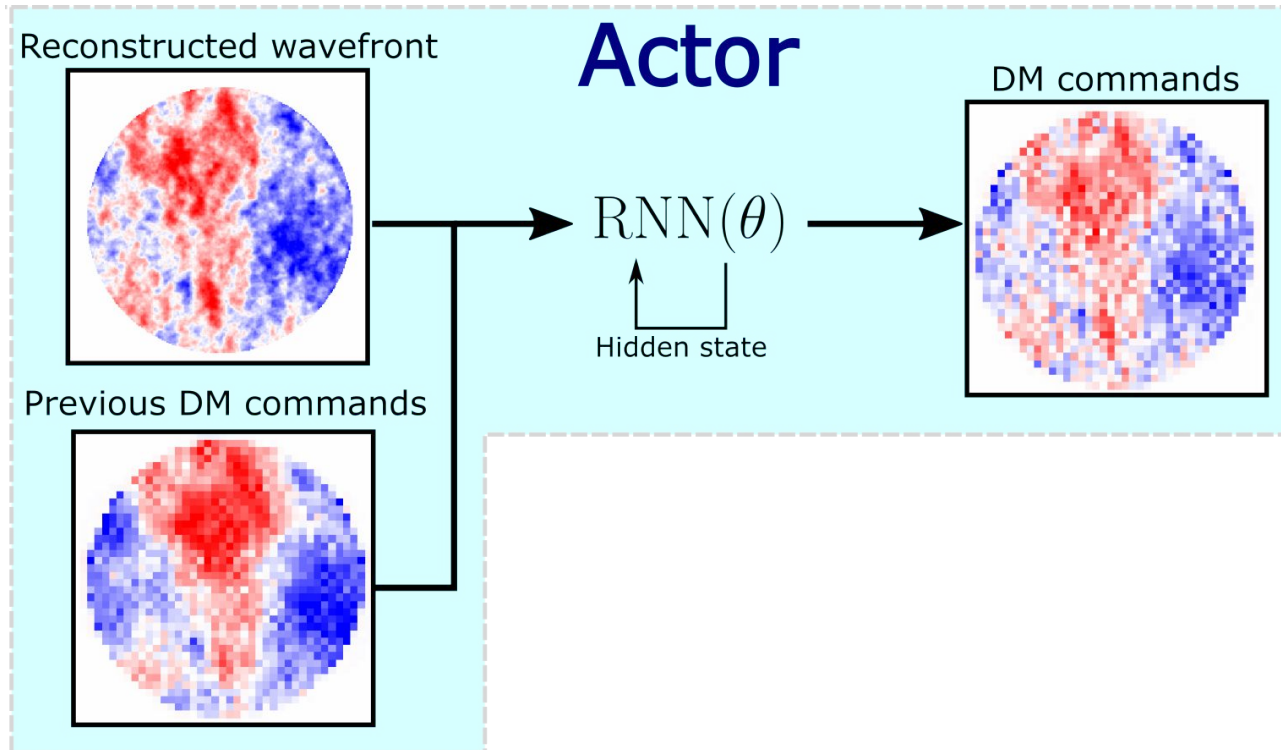 Actor
Reconstructed wavefront
DM commands
RNN(θ)
Hidden state
Previous DM commands